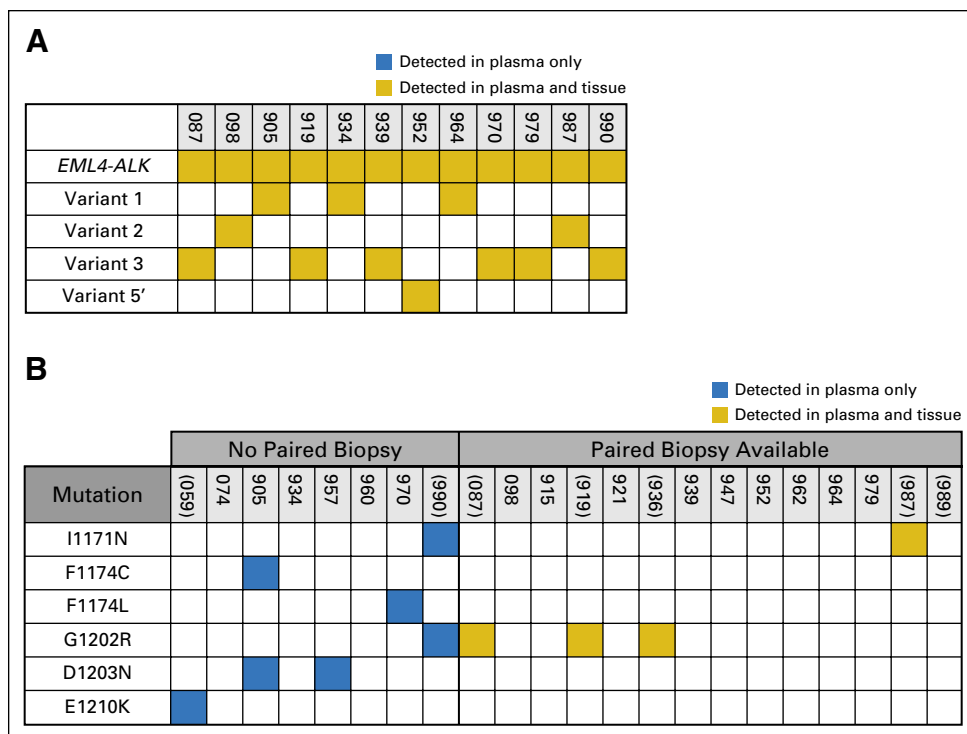 A
Detected in plasma only
Detected in plasma and tissue
087 098 905 919 934 939 952 964 970 979 987 990
EML4-ALK
Variant 1
Variant 2
Variant 3
Variant 5’
B
Detected in plasma only
Detected in plasma and tissue
No Paired Biopsy Paired Biopsy Available
Mutation (059) 074 905 934 957 960 970 (990) (087) 098 915 (919) 921 (936) 939 947 952 962 964 979 (987) (989)
I1171N
F1174C
F1174L
G1202R
D1203N
E1210K